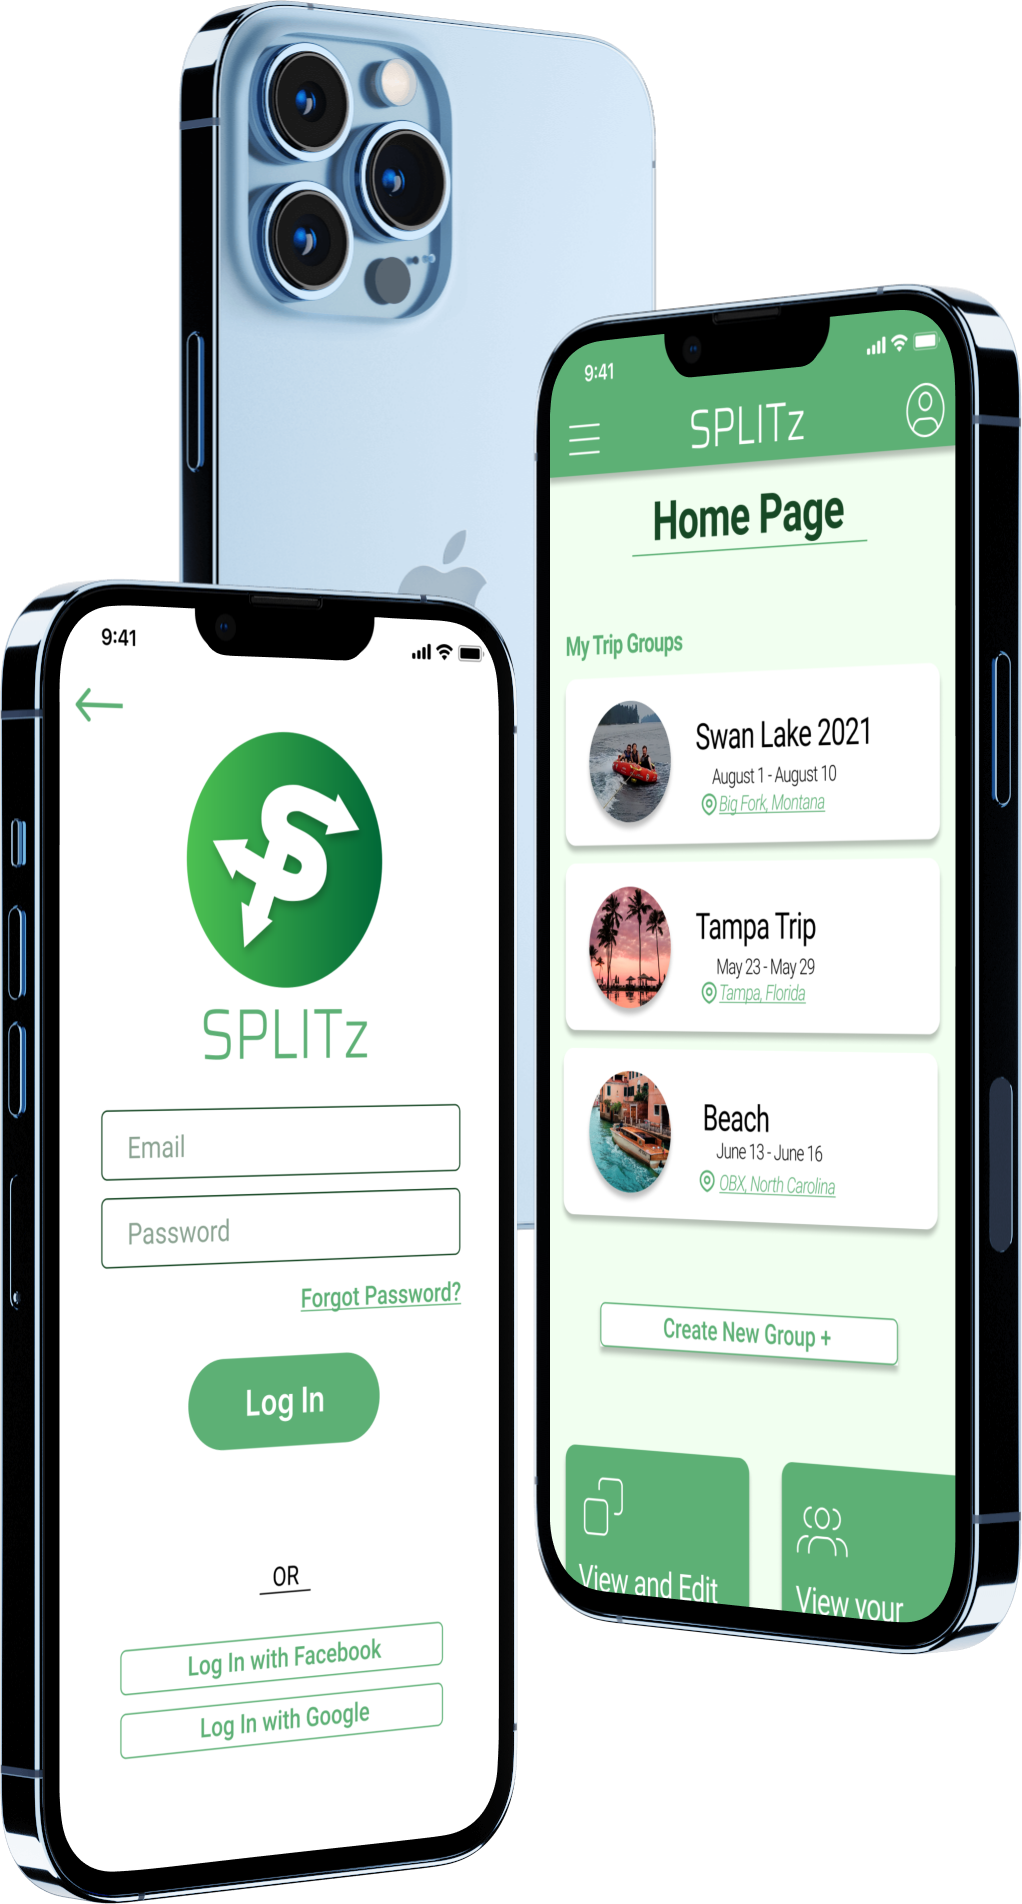 9:41
SPLITz
Email
Password
Forgot Password?
Log In
OR
Log In with Facebook
Log In with Google
9:41
SPLITz
Home Page
My Trip Groups
Swan Lake 2021
August 1 - August 10
Big Fork, Montana
Tampa Trip
May 23 - May 29
Tampa, Florida
Beach
June 13 - June 16
OBX, North Carolina
Create New Group +
View and Edit
View your